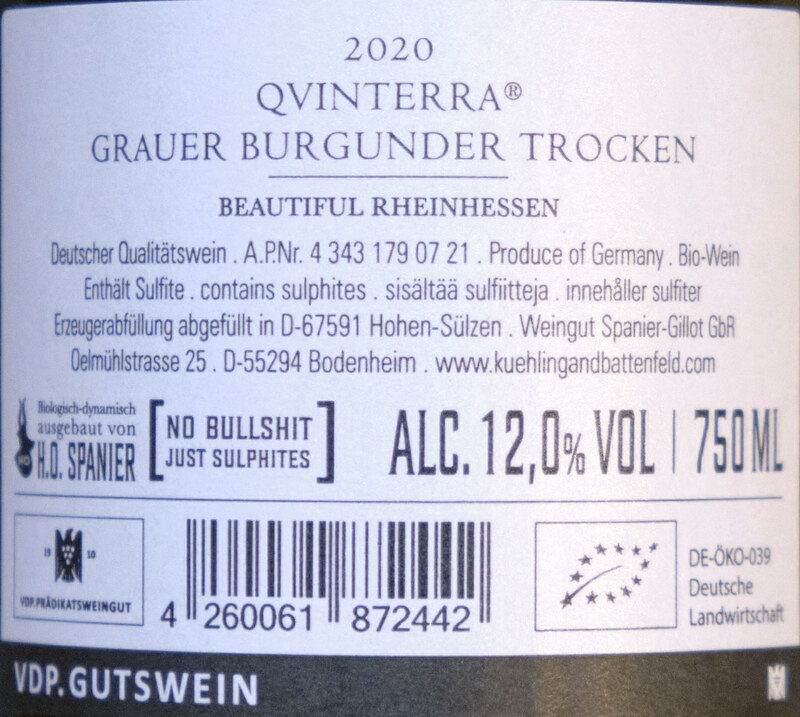 2020
QVINTERRA®
GRAUER BURGUNDER TROCKEN
BEAUTIFUL RHEINHESSEN
Deutscher Qualitätswein . A.P.Nr. 4 343 179 07 21 . Produce of Germany . Bio-Wein
Enthält Sulfite . contains sulphites . sisältää sulfiitteja . innehåller sulfiter
Erzeugerabfüllung abgefüllt in D-67591 Hohen-Sülzen . Weingut Spanier-Gillot GbR
Oelmühlstrasse 25 . D-55294 Bodenheim . www.kuehlingandbattenfeld.com
HO
Biologisch-dynamisch
ausgebaut von
H.O. SPANIER
[NO BULLSHIT
JUST SULPHITES]
ALC. 12,0% VOL | 750 ML
19 10
VDP.PRÄDIKATSWEINGUT
4 260061 872442
DE-ÖKO-039
Deutsche
Landwirtschaft
VDP.GUTSWEIN